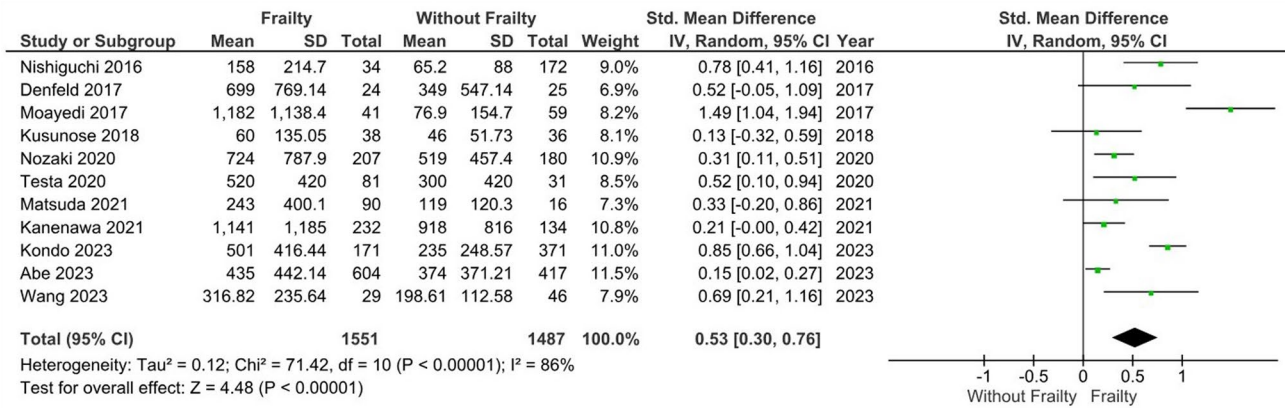 Frailty Without Frailty Std. Mean Difference Std. Mean Difference
Study or Subgroup Mean SD Total Mean SD Total Weight IV, Random, 95% CI Year IV, Random, 95% CI
Nishiguchi 2016 158 214.7 34 65.2 88 172 9.0% 0.78 [0.41, 1.16] 2016
Denfeld 2017 699 769.14 24 349 547.14 25 6.9% 0.52 [-0.05, 1.09] 2017
Moayedi 2017 1,182 1,138.4 41 76.9 154.7 59 8.2% 1.49 [1.04, 1.94] 2017
Kusunose 2018 60 135.05 38 46 51.73 36 8.1% 0.13 [-0.32, 0.59] 2018
Nozaki 2020 724 787.9 207 519 457.4 180 10.9% 0.31 [0.11, 0.51] 2020
Testa 2020 520 420 81 300 420 31 8.5% 0.52 [0.10, 0.94] 2020
Matsuda 2021 243 400.1 90 119 120.3 16 7.3% 0.33 [-0.20, 0.86] 2021
Kanenawa 2021 1,141 1,185 232 918 816 134 10.8% 0.21 [-0.00, 0.42] 2021
Kondo 2023 501 416.44 171 235 248.57 371 11.0% 0.85 [0.66, 1.04] 2023
Abe 2023 435 442.14 604 374 371.21 417 11.5% 0.15 [0.02, 0.27] 2023
Wang 2023 316.82 235.64 29 198.61 112.58 46 7.9% 0.69 [0.21, 1.16] 2023
Total (95% CI) 1551 1487 100.0% 0.53 [0.30, 0.76]
Heterogeneity: Tau² = 0.12; Chi² = 71.42, df = 10 (P < 0.00001); I² = 86%
Test for overall effect: Z = 4.48 (P < 0.00001)
-1 -0.5 0 0.5 1
Without Frailty Frailty